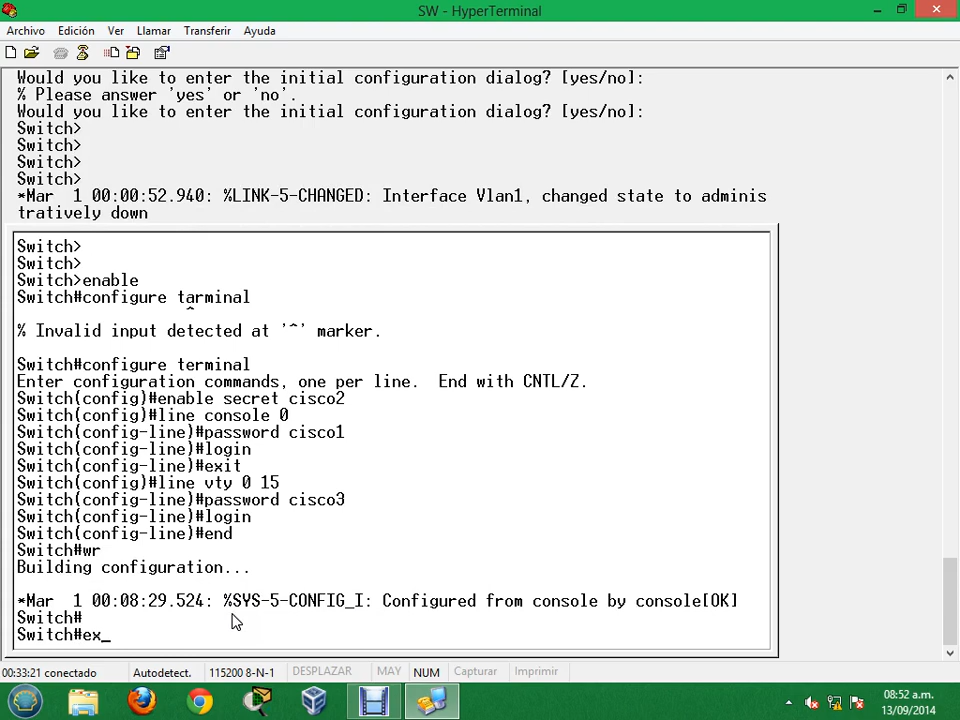 SW - HyperTerminal
Archivo Edición Ver Llamar Transferir Ayuda
Would you like to enter the initial configuration dialog? [yes/no]:
% Please answer 'yes' or 'no'.
Would you like to enter the initial configuration dialog? [yes/no]:
Switch>
Switch>
Switch>
Switch>
*Mar 1 00:00:52.940: %LINK-5-CHANGED: Interface Vlan1, changed state to adminis
tratively down
Switch>
Switch>
Switch>enable
Switch#configure tarminal
^
% Invalid input detected at '^' marker.
Switch#configure terminal
Enter configuration commands, one per line. End with CNTL/Z.
Switch(config)#enable secret cisco2
Switch(config)#line console 0
Switch(config-line)#password cisco1
Switch(config-line)#login
Switch(config-line)#exit
Switch(config)#line vty 0 15
Switch(config-line)#password cisco3
Switch(config-line)#login
Switch(config-line)#end
Switch#wr
Building configuration...
*Mar 1 00:08:29.524: %SYS-5-CONFIG_I: Configured from console by console[OK]
Switch#
Switch#ex_
00:33:21 conectado Autodetect. 115200 8-N-1 DESPLAZAR MAY NUM Capturar Imprimir
08:52 a.m.
13/09/2014